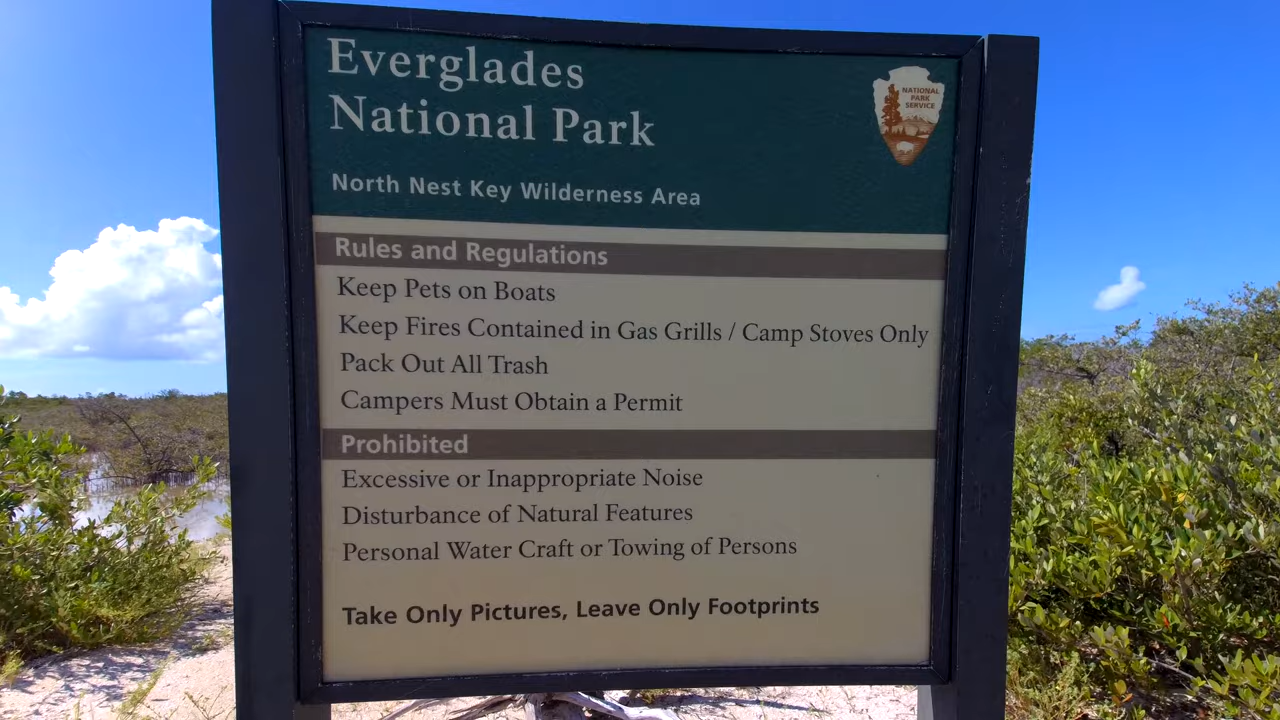 Everglades
National Park
NATIONAL
PARK
SERVICE
North Nest Key Wilderness Area
Rules and Regulations
Keep Pets on Boats
Keep Fires Contained in Gas Grills / Camp Stoves Only
Pack Out All Trash
Campers Must Obtain a Permit
Prohibited
Excessive or Inappropriate Noise
Disturbance of Natural Features
Personal Water Craft or Towing of Persons
Take Only Pictures, Leave Only Footprints